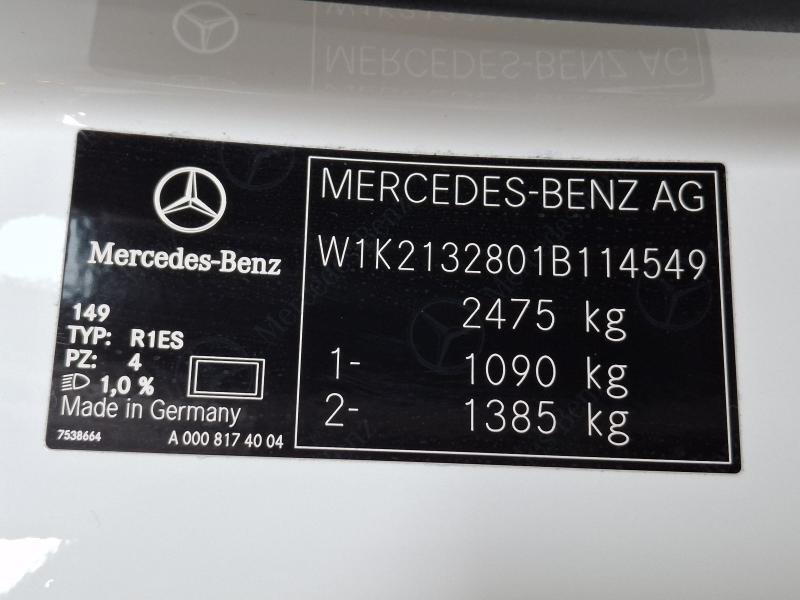 Mercedes-Benz
149
TYP: R1ES
PZ: 4
1,0 %
Made in Germany
7538664 A 000 817 40 04
MERCEDES-BENZ AG
W1K2132801B114549
2475 kg
1- 1090 kg
2- 1385 kg